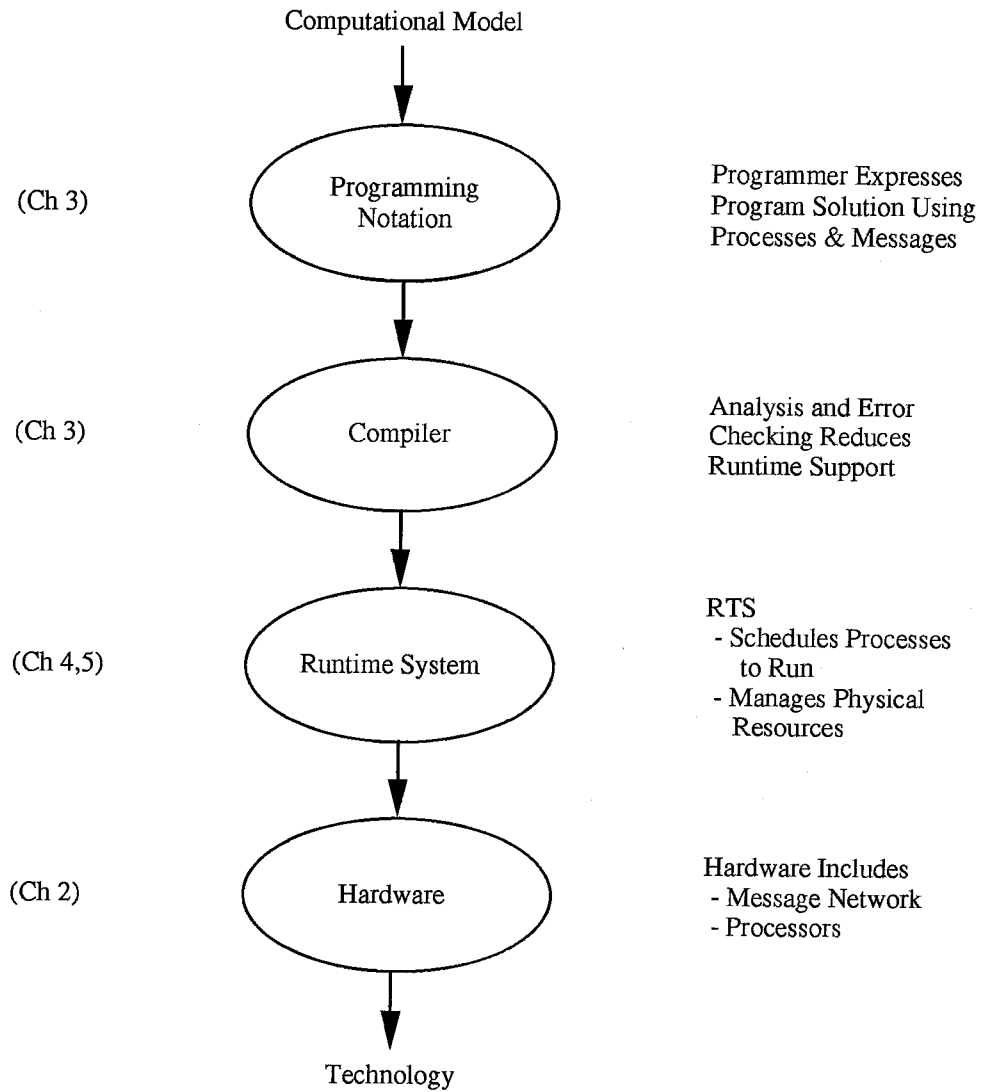 Computational Model
(Ch 3)
Programming
Notation
Programmer Expresses
Program Solution Using
Processes & Messages
(Ch 3)
Compiler
Analysis and Error
Checking Reduces
Runtime Support
(Ch 4,5)
Runtime System
RTS
- Schedules Processes
to Run
- Manages Physical
Resources
(Ch 2)
Hardware
Hardware Includes
- Message Network
- Processors
Technology